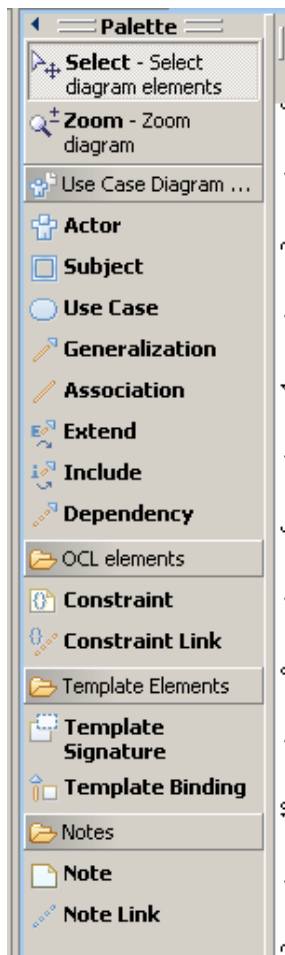 Palette
Select - Select
diagram elements
Zoom - Zoom
diagram
Use Case Diagram ...
Actor
Subject
Use Case
Generalization
Association
Extend
Include
Dependency
OCL elements
Constraint
Constraint Link
Template Elements
Template
Signature
Template Binding
Notes
Note
Note Link